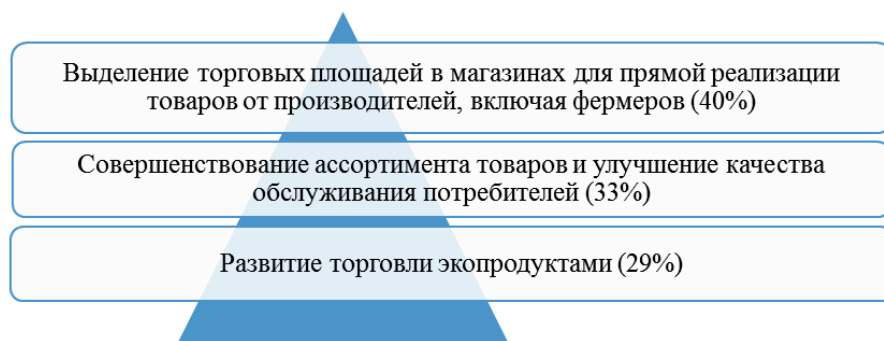 Выделение торговых площадей в магазинах для прямой реализации
товаров от производителей, включая фермеров (40%)
Совершенствование ассортимента товаров и улучшение качества
обслуживания потребителей (33%)
Развитие торговли экопродуктами (29%)